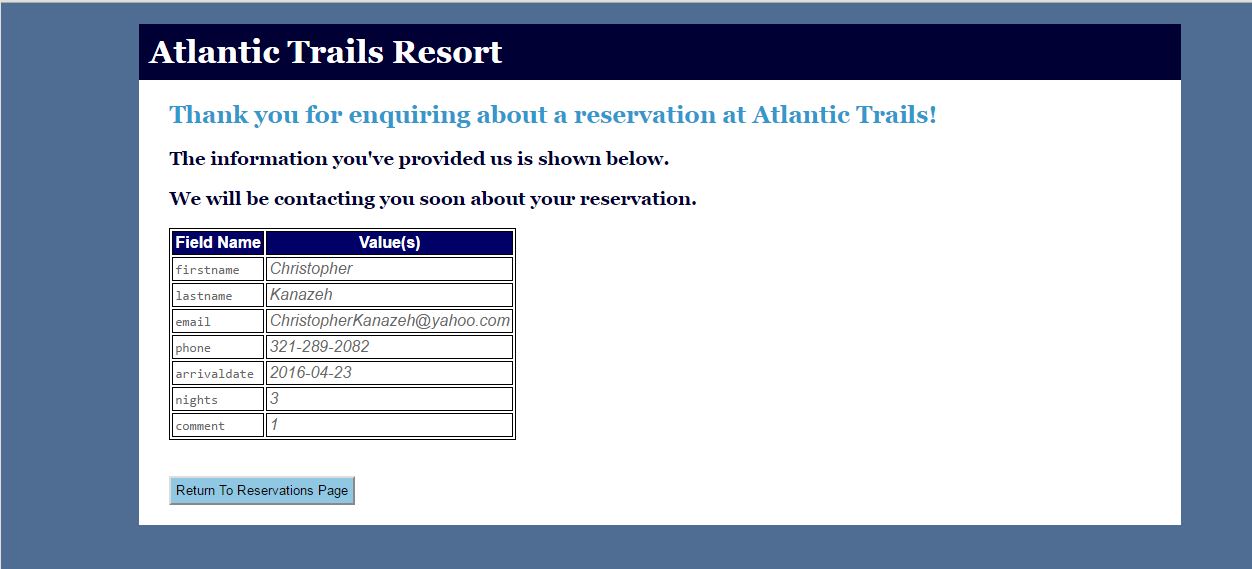 Atlantic Trails Resort
Thank you for enquiring about a reservation at Atlantic Trails!
The information you've provided us is shown below.
We will be contacting you soon about your reservation.
Field Name Value(s)
firstname Christopher
lastname Kanazeh
email ChristopherKanazeh@yahoo.com
phone 321-289-2082
arrivaldate 2016-04-23
nights 3
comment 1
Return To Reservations Page